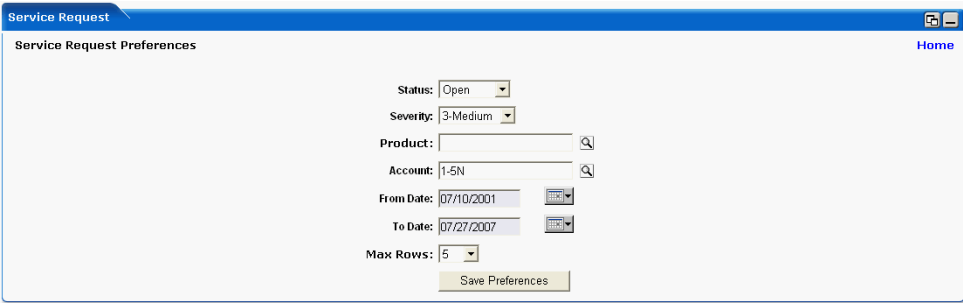 Service Request
Service Request Preferences Home
Status: Open
Severity: 3-Medium
Product:
Account: 1-5N
From Date: 07/10/2001
To Date: 07/27/2007
Max Rows: 5
Save Preferences